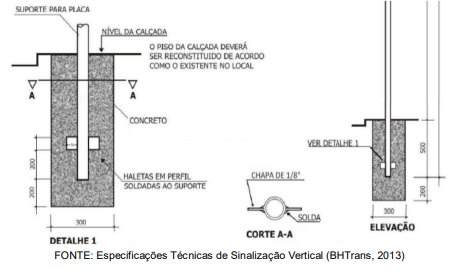 SUPORTE PARA PLACA
NÍVEL DA CALÇADA
O PISO DA CALÇADA DEVERÁ
SER RECONSTITUIDO DE ACORDO
COMO O EXISTENTE NO LOCAL
A
A
CONCRETO
VER DETALHE 1
500
200
200
HALETAS EM PERFIL
SOLDADAS AO SUPORTE
CHAPA DE 1/8"
SOLDA
200
300
300
DETALHE 1
CORTE A-A
ELEVAÇÃO
FONTE: Especificações Técnicas de Sinalização Vertical (BHTrans, 2013)